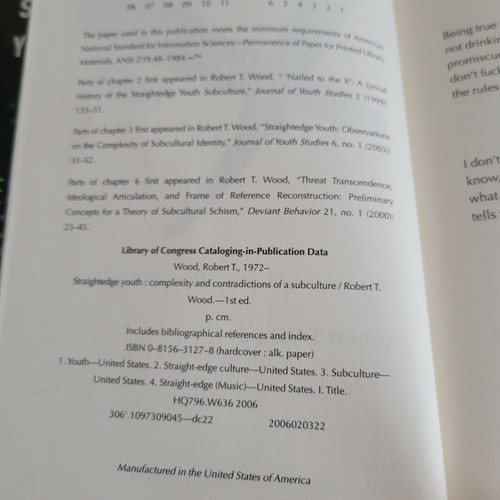 06 07 08 09 10 11 6 5 4 3 2 1
The paper used in this publication meets the minimum requirements of American
National Standard for Information Sciences—Permanence of Paper for Printed Library
Materials, ANSI Z39.48–1984.∞™
Parts of chapter 2 first appeared in Robert T. Wood, " 'Nailed to the X': A Lyrical
History of the Straightedge Youth Subculture," Journal of Youth Studies 2 (1999):
133–51.
Parts of chapter 3 first appeared in Robert T. Wood, "Straightedge Youth: Observations
on the Complexity of Subcultural Identity," Journal of Youth Studies 6, no. 1 (2003):
33–52.
Parts of chapter 6 first appeared in Robert T. Wood, "Threat Transcendence,
Ideological Articulation, and Frame of Reference Reconstruction: Preliminary
Concepts for a Theory of Subcultural Schism," Deviant Behavior 21, no. 1 (2000):
23–45.
Library of Congress Cataloging-in-Publication Data
Wood, Robert T., 1972–
Straightedge youth : complexity and contradictions of a subculture / Robert T.
Wood.—1st ed.
p. cm.
Includes bibliographical references and index.
ISBN 0–8156–3127–8 (hardcover : alk. paper)
1. Youth—United States. 2. Straight-edge culture—United States. 3. Subculture—
United States. 4. Straight-edge (Music)—United States. I. Title.
HQ796.W636 2006
306'.1097309045—dc22 2006020322
Manufactured in the United States of America
Being true
not drinkin
promiscue
don't fuck
the rules
I don't
know,
what
tells